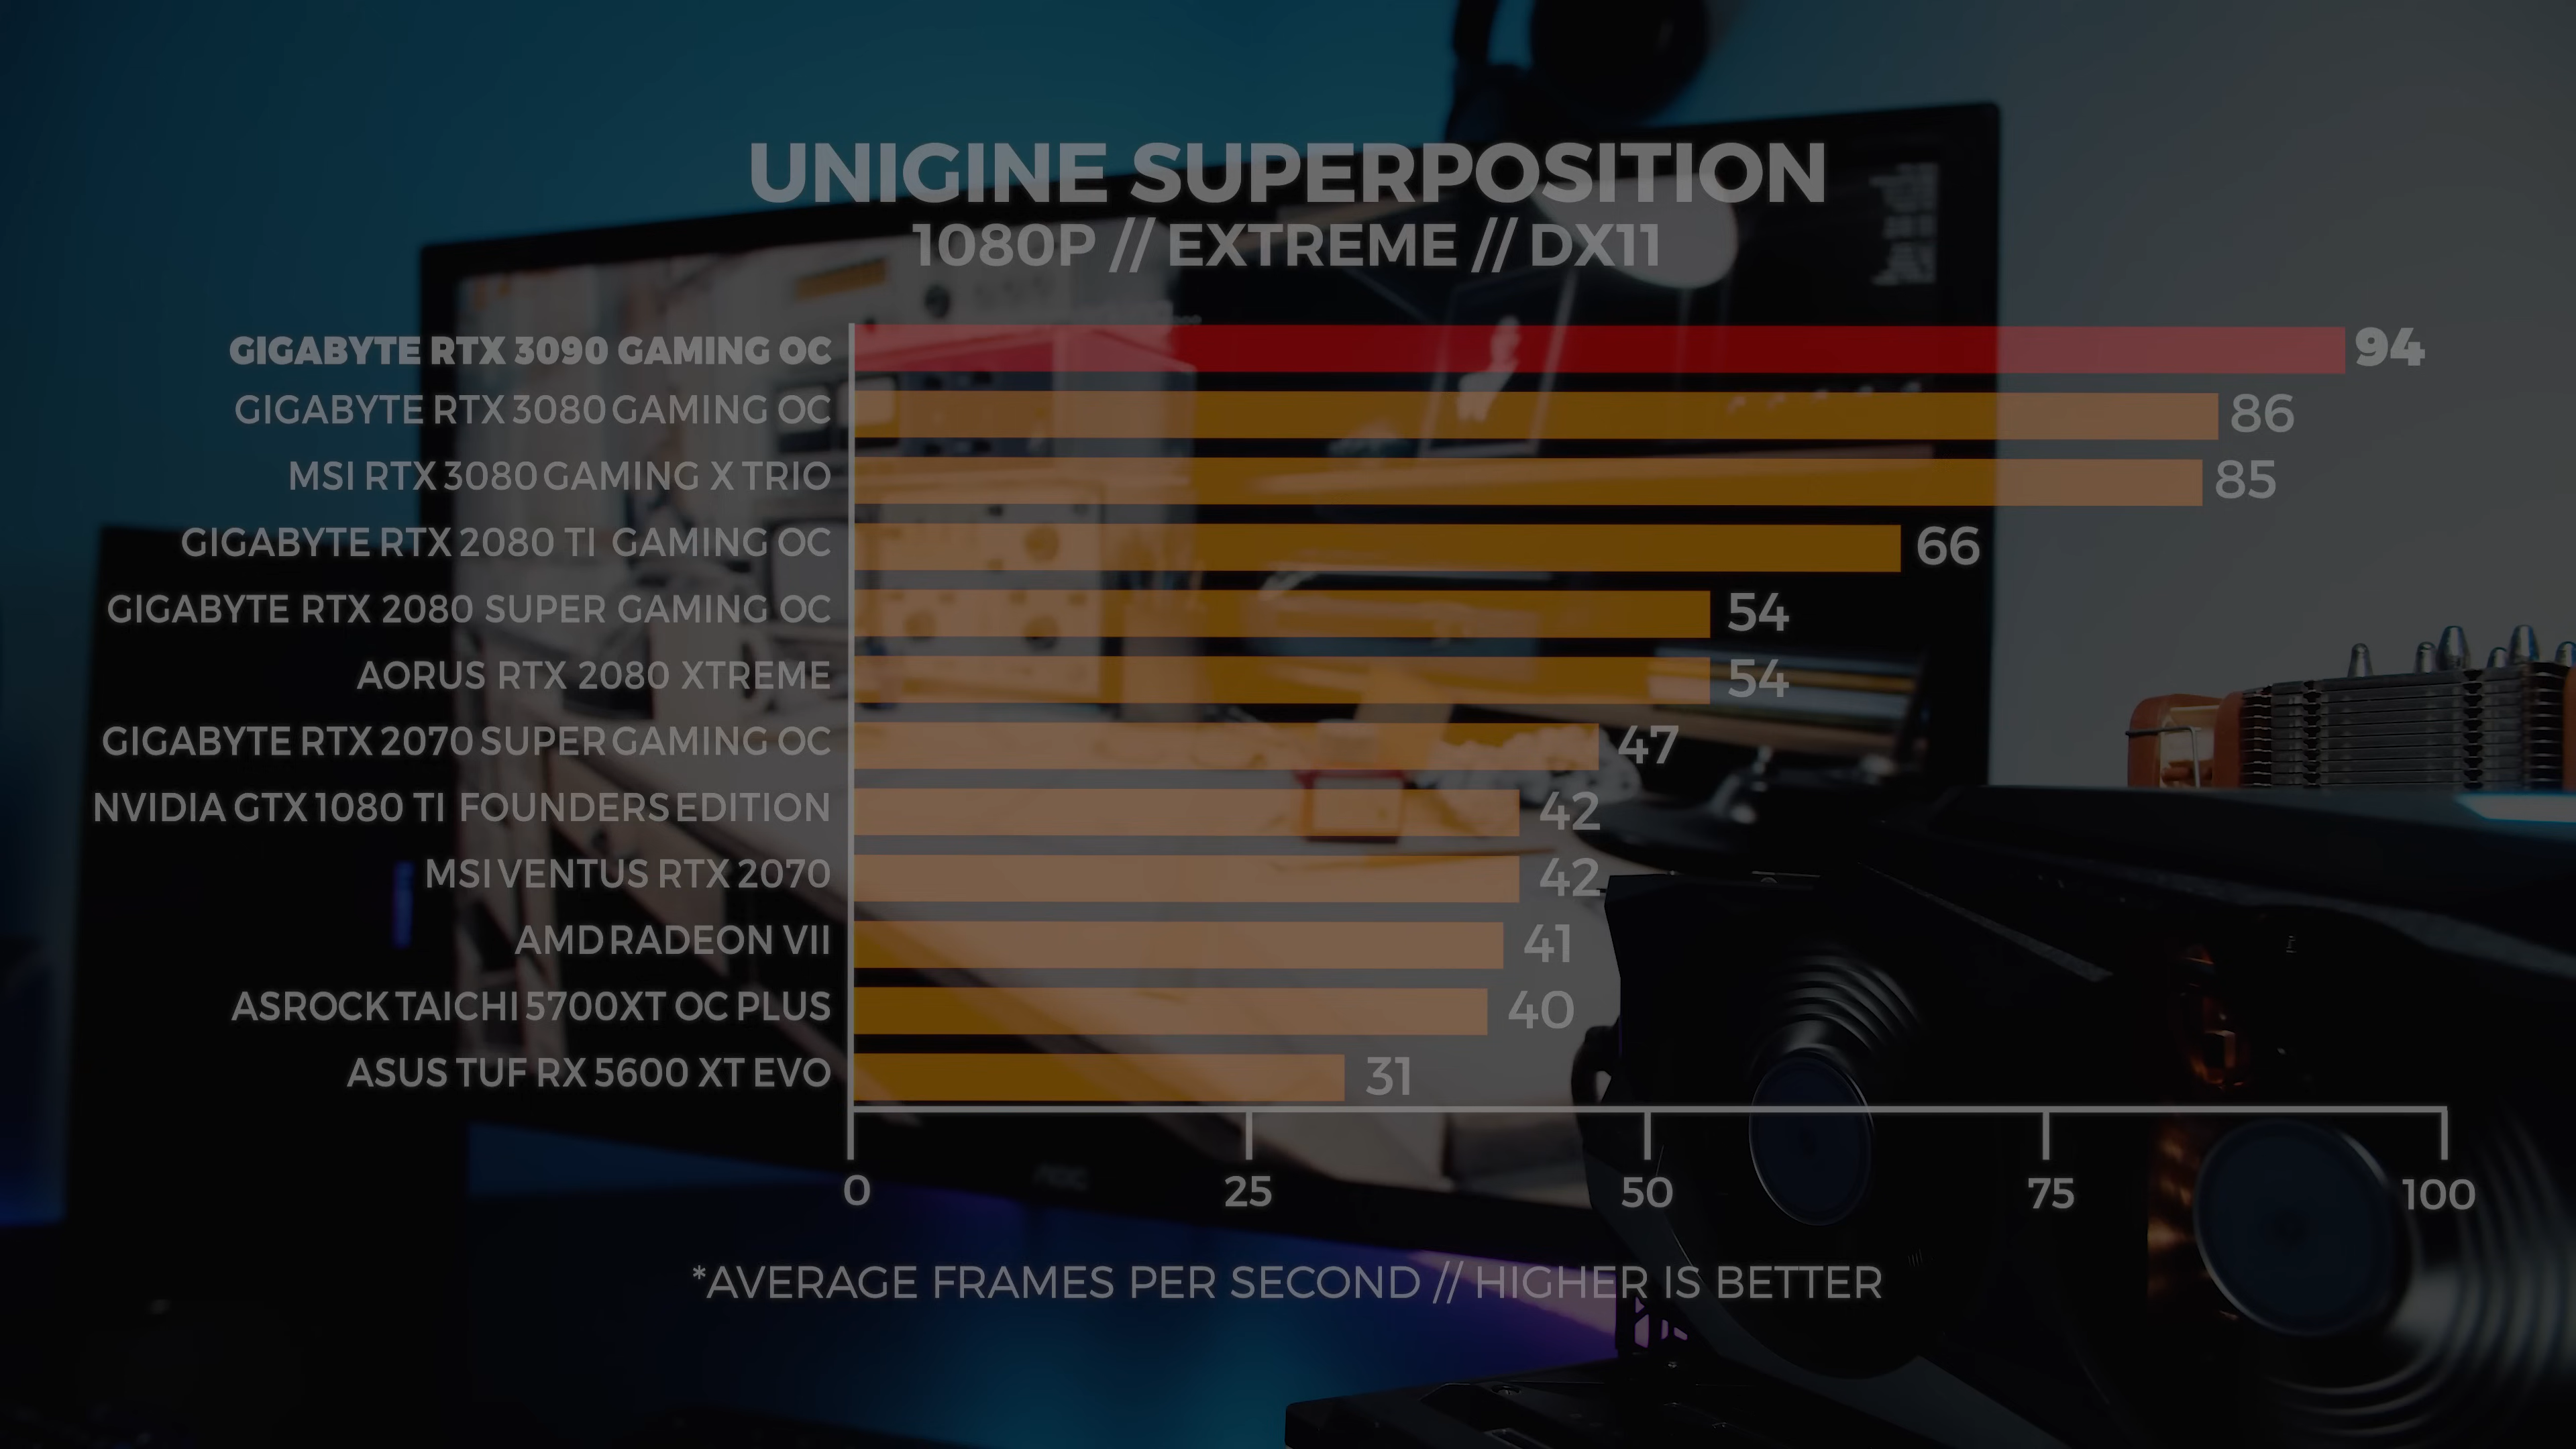 UNIGINE SUPERPOSITION
1080P // EXTREME // DX11
GIGABYTE RTX 3090 GAMING OC 94
GIGABYTE RTX 3080 GAMING OC 86
MSI RTX 3080 GAMING X TRIO 85
GIGABYTE RTX 2080 TI GAMING OC 66
GIGABYTE RTX 2080 SUPER GAMING OC 54
AORUS RTX 2080 XTREME 54
GIGABYTE RTX 2070 SUPER GAMING OC 47
NVIDIA GTX 1080 TI FOUNDERS EDITION 42
MSI VENTUS RTX 2070 42
AMD RADEON VII 41
ASROCK TAICHI 5700XT OC PLUS 40
ASUS TUF RX 5600 XT EVO 31
0 25 50 75 100
*AVERAGE FRAMES PER SECOND // HIGHER IS BETTER